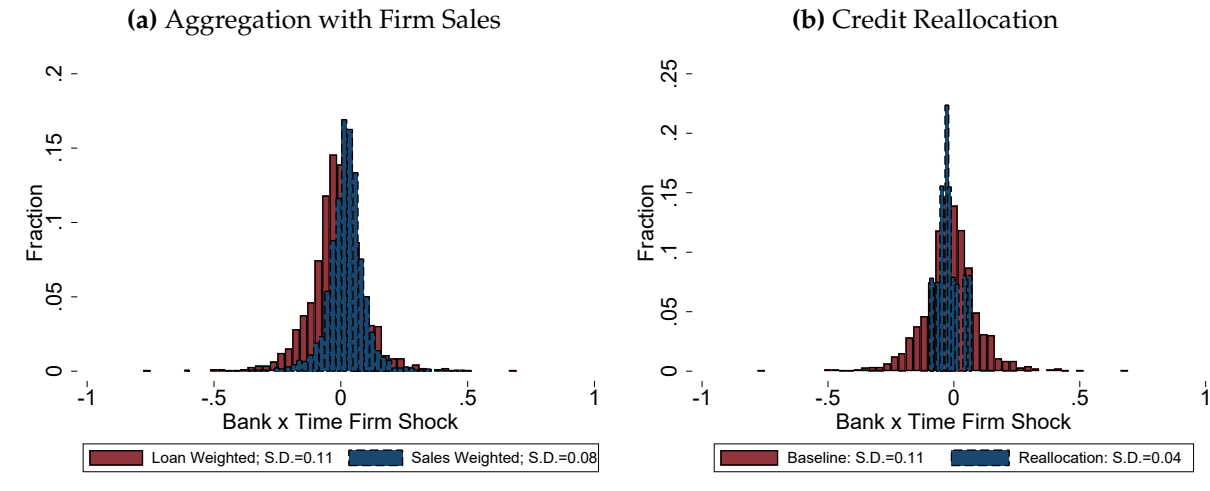 (a) Aggregation with Firm Sales
.2
.15
.1
.05
0
Fraction
-1
-.5
0
.5
1
Bank x Time Firm Shock
Loan Weighted; S.D.=0.11
Sales Weighted; S.D.=0.08
(b) Credit Reallocation
.25
.2
.15
.1
.05
0
Fraction
-1
-.5
0
.5
1
Bank x Time Firm Shock
Baseline: S.D.=0.11
Reallocation: S.D.=0.04